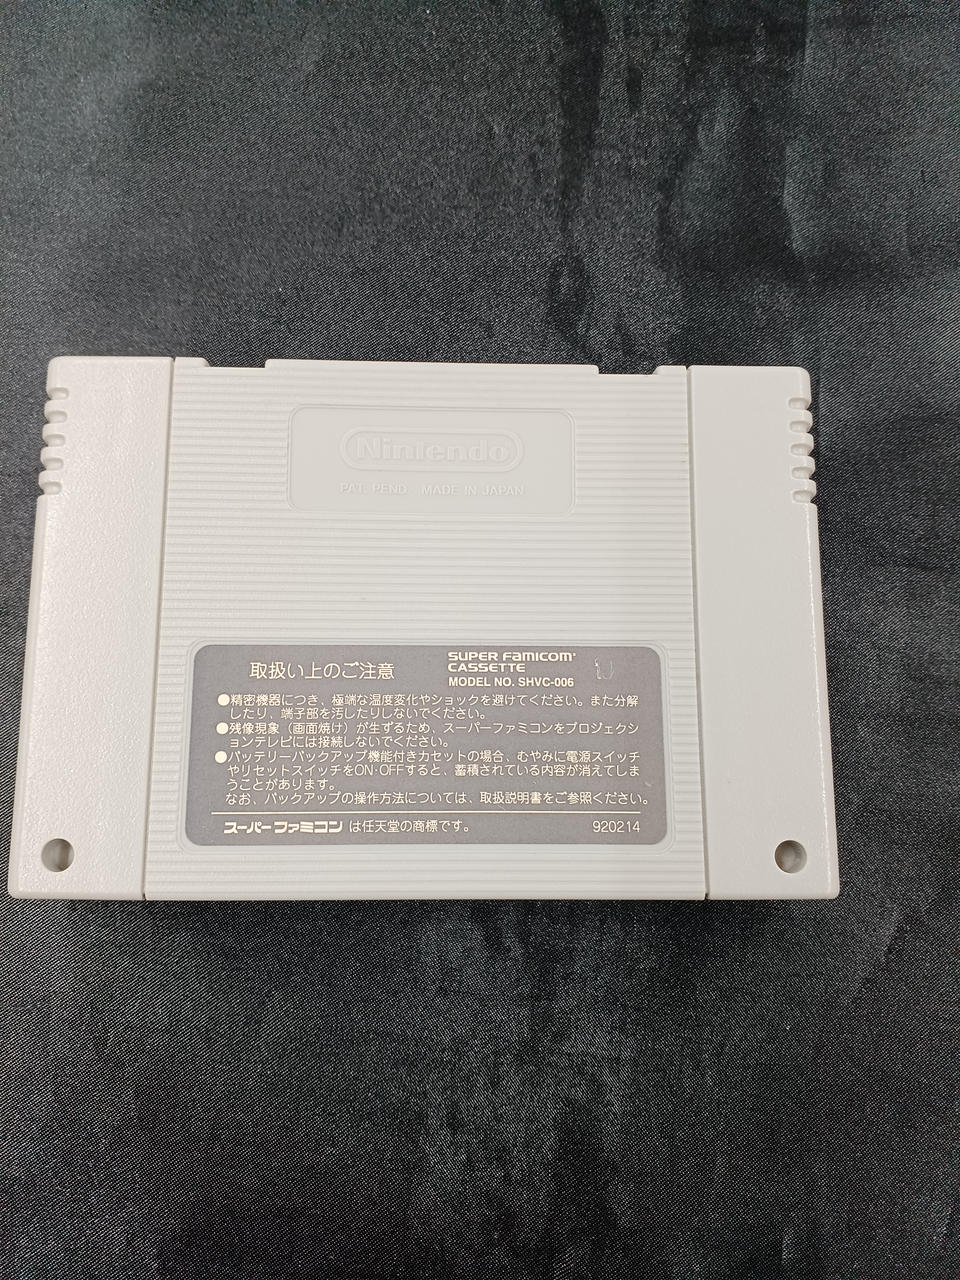 Nintendo
PAT. PEND. MADE IN JAPAN
取扱い上のご注意
SUPER FAMICOM
CASSETTE
MODEL NO. SHVC-006
●精密機器につき、極端な温度変化やショックを避けてください。また分解
したり、端子部を汚したりしないでください。
●残像現象（画面焼け）が生ずるため、スーパーファミコンをプロジェクシ
ョンテレビには接続しないでください。
●バッテリーバックアップ機能付きカセットの場合、むやみに電源スイッチ
やリセットスイッチをON・OFFすると、蓄積されている内容が消えてしま
うことがあります。
なお、バックアップの操作方法については、取扱説明書をご参照ください。
スーパーファミコン は任天堂の商標です。
920214